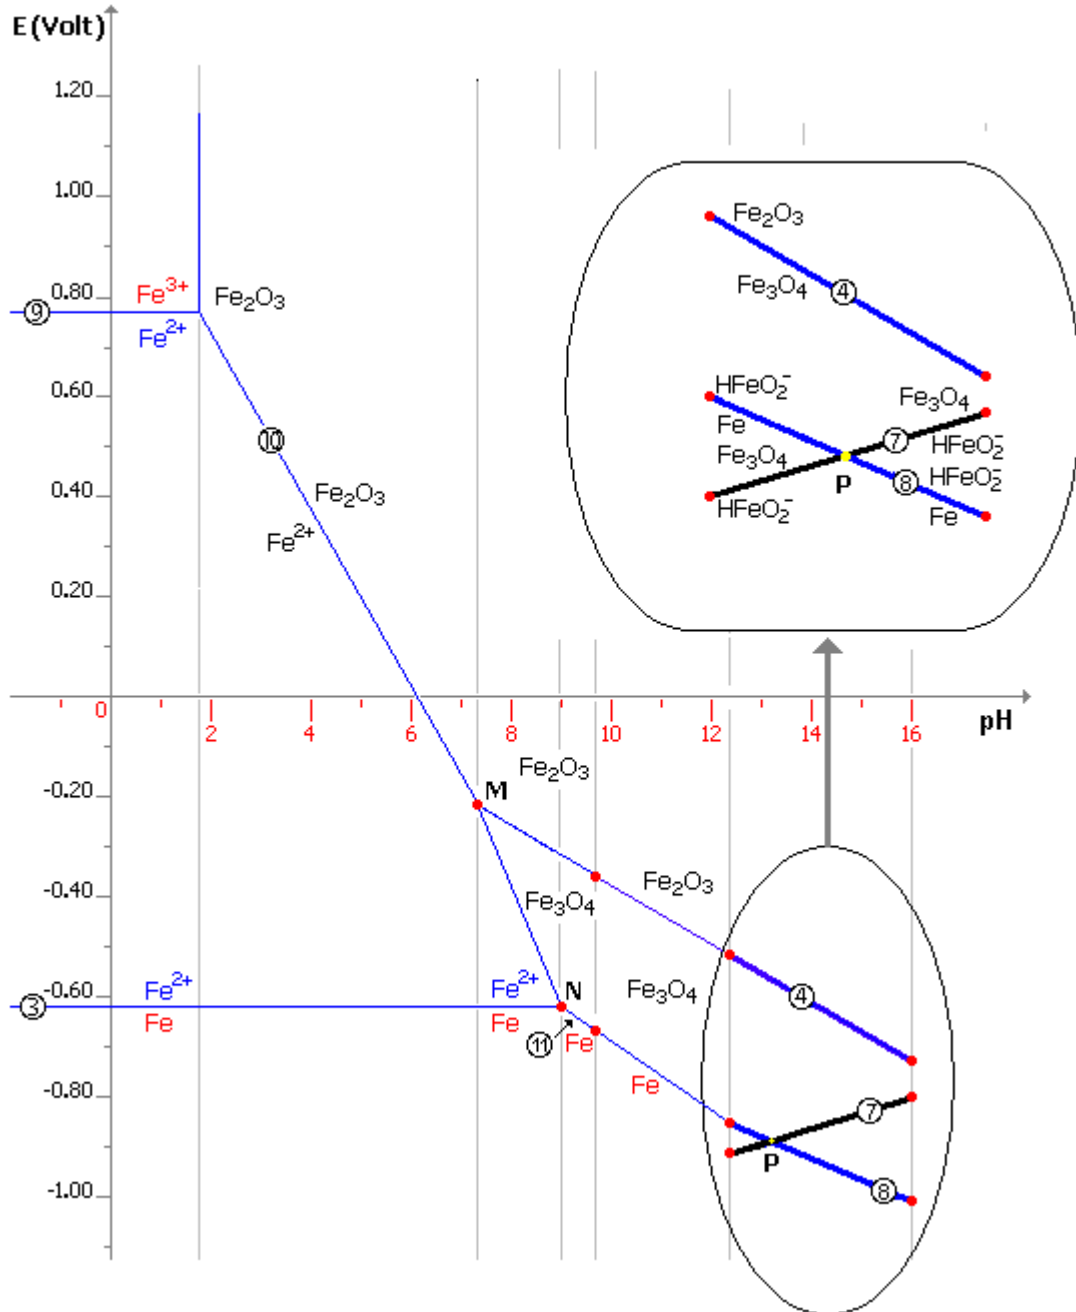 E(Volt)
1.20
1.00
Fe₂O₃
Fe₃O₄
④
0.80
Fe³⁺
Fe₂O₃
⑨
Fe²⁺
0.60
HFeO₂⁻
Fe
Fe₃O₄
⑦
HFeO₂⁻
⑩
Fe₃O₄
P
⑧
HFeO₂⁻
Fe₂O₃
0.40
HFeO₂⁻
Fe
Fe²⁺
0.20
0
2
4
6
8
10
12
14
16
pH
Fe₂O₃
-0.20
M
Fe₂O₃
-0.40
Fe₃O₄
-0.60
Fe²⁺
Fe²⁺
N
Fe₃O₄
④
③
Fe
Fe
⑪
Fe
Fe
-0.80
⑦
P
⑧
-1.00